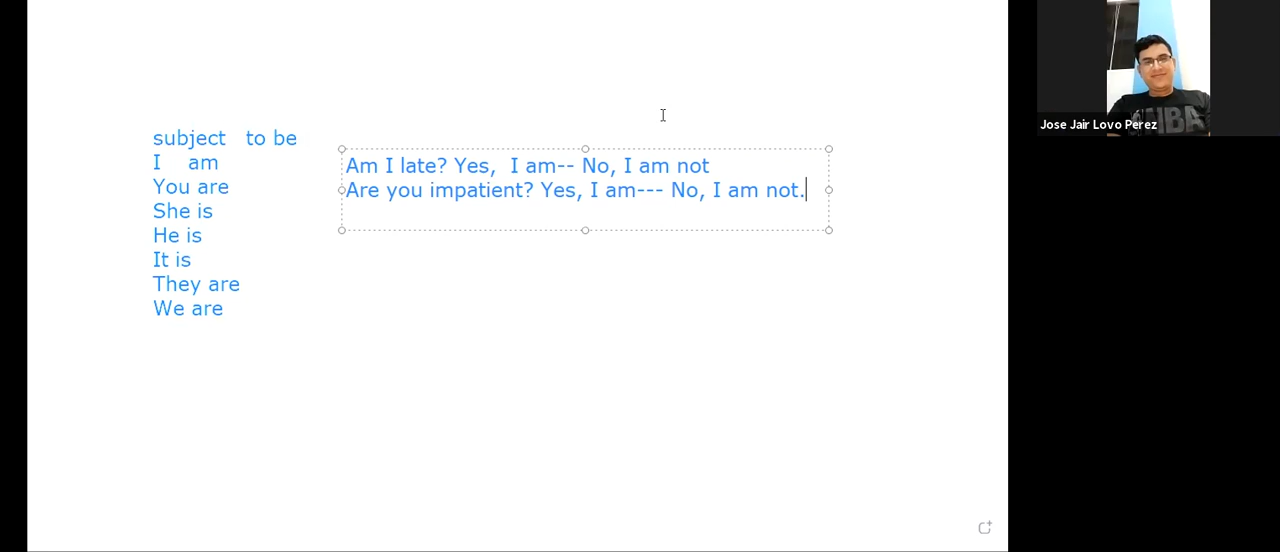 subject to be
I am
You are
She is
He is
It is
They are
We are
Am I late? Yes, I am-- No, I am not
Are you impatient? Yes, I am--- No, I am not.
Jose Jair Lovo Perez